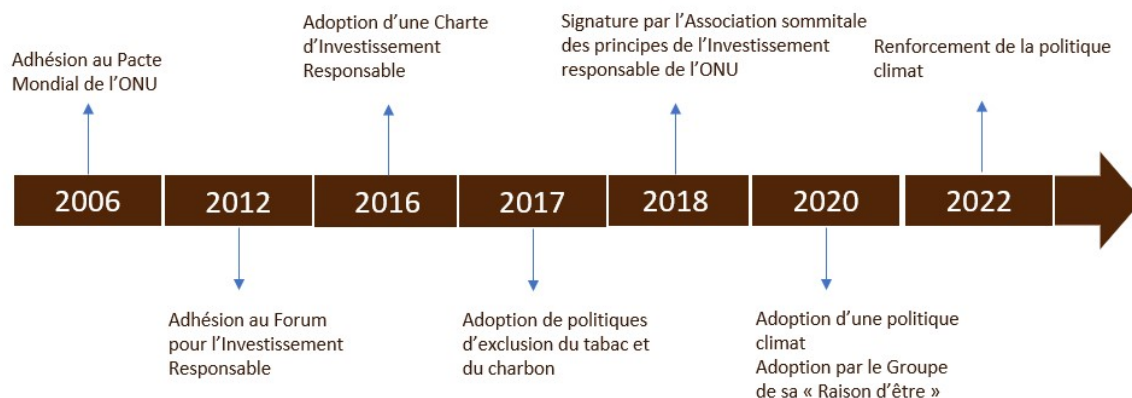 Adhésion au Pacte
Mondial de l’ONU
Adoption d’une Charte
d’Investissement
Responsable
Signature par l’Association sommitale
des principes de l’Investissement
responsable de l’ONU
Renforcement de la politique
climat
2006
2012
2016
2017
2018
2020
2022
Adhésion au Forum
pour l’Investissement
Responsable
Adoption de politiques
d’exclusion du tabac et
du charbon
Adoption d’une politique
climat
Adoption par le Groupe
de sa « Raison d’être »